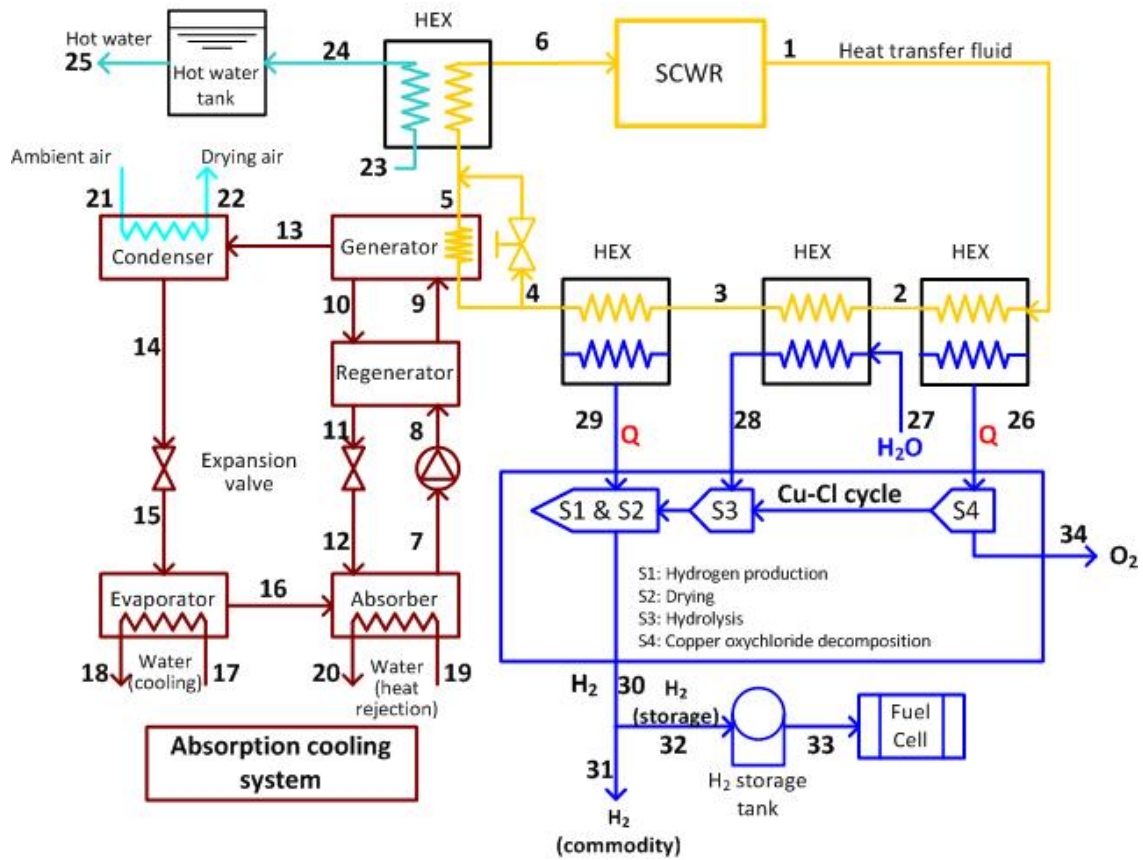 HEX
Hot water
25
24
6
1
Hot water
tank
SCWR
Heat transfer fluid
23
Ambient air
Drying air
21
22
5
13
Generator
Condenser
HEX
HEX
HEX
10
9
4
3
2
14
Regenerator
11
8
29
28
27
26
Q
H₂O
Q
Expansion
valve
Cu-Cl cycle
15
S1 & S2
S3
S4
12
7
34
O₂
16
Evaporator
Absorber
S1: Hydrogen production
S2: Drying
S3: Hydrolysis
S4: Copper oxychloride decomposition
18
Water
(cooling)
17
20
Water
(heat
rejection)
19
H₂
30
H₂
(storage)
32
33
Fuel
Cell
Absorption cooling
system
31
H₂ storage
tank
H₂
(commodity)